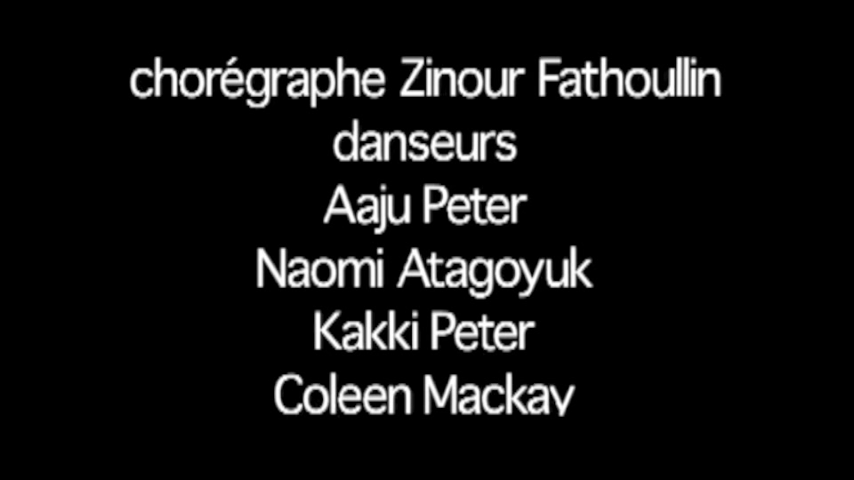 chorégraphe Zinour Fathoullin
danseurs
Aaju Peter
Naomi Atagoyuk
Kakki Peter
Coleen Mackay